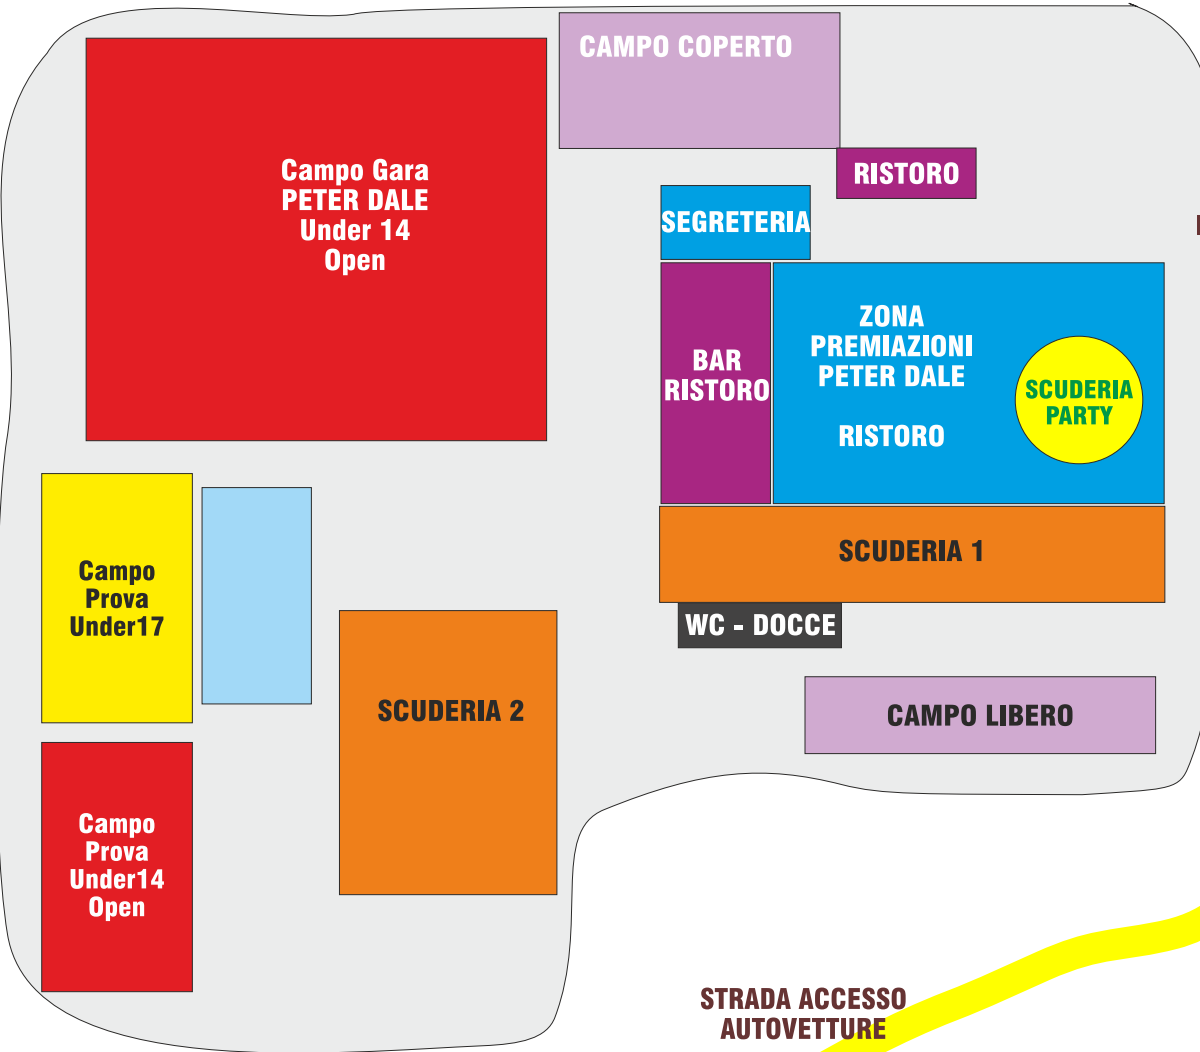 CAMPO COPERTO
Campo Gara
PETER DALE
Under 14
Open
RISTORO
SEGRETERIA
BAR
RISTORO
ZONA
PREMIAZIONI
PETER DALE
RISTORO
SCUDERIA
PARTY
SCUDERIA 1
WC - DOCCE
Campo
Prova
Under17
SCUDERIA 2
CAMPO LIBERO
Campo
Prova
Under14
Open
STRADA ACCESSO
AUTOVETTURE